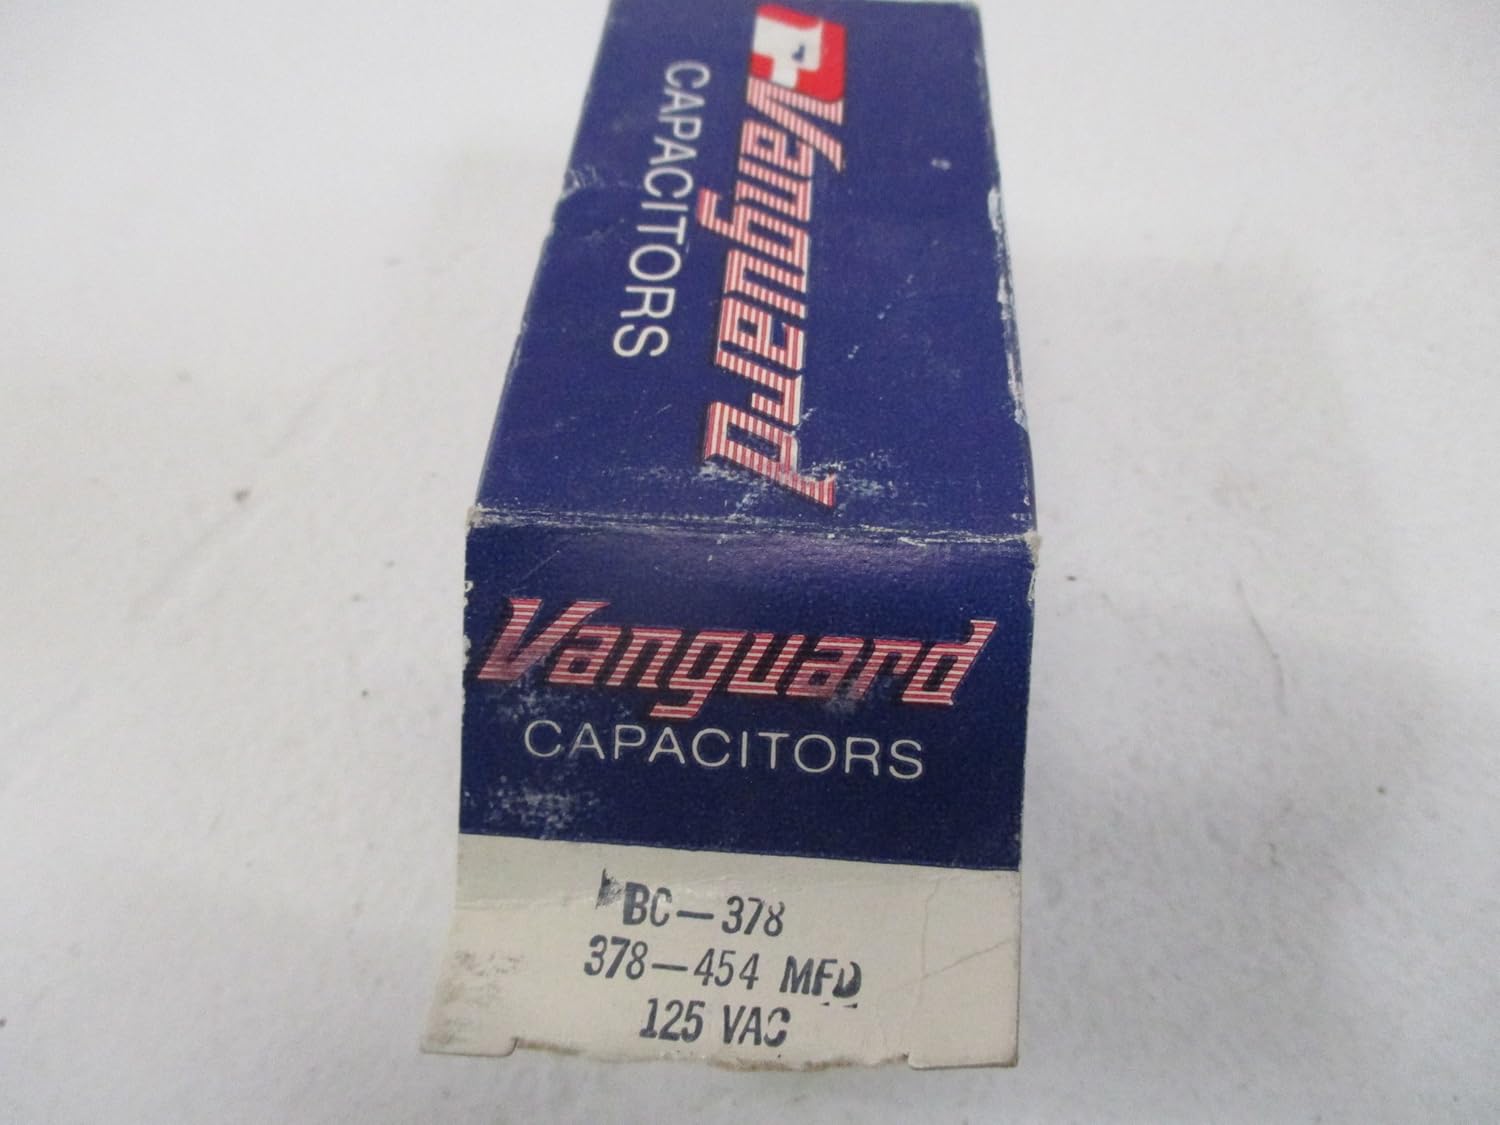 Vanguard
CAPACITORS
Vanguard
CAPACITORS
BC-378
378-454 MFD
125 VAC